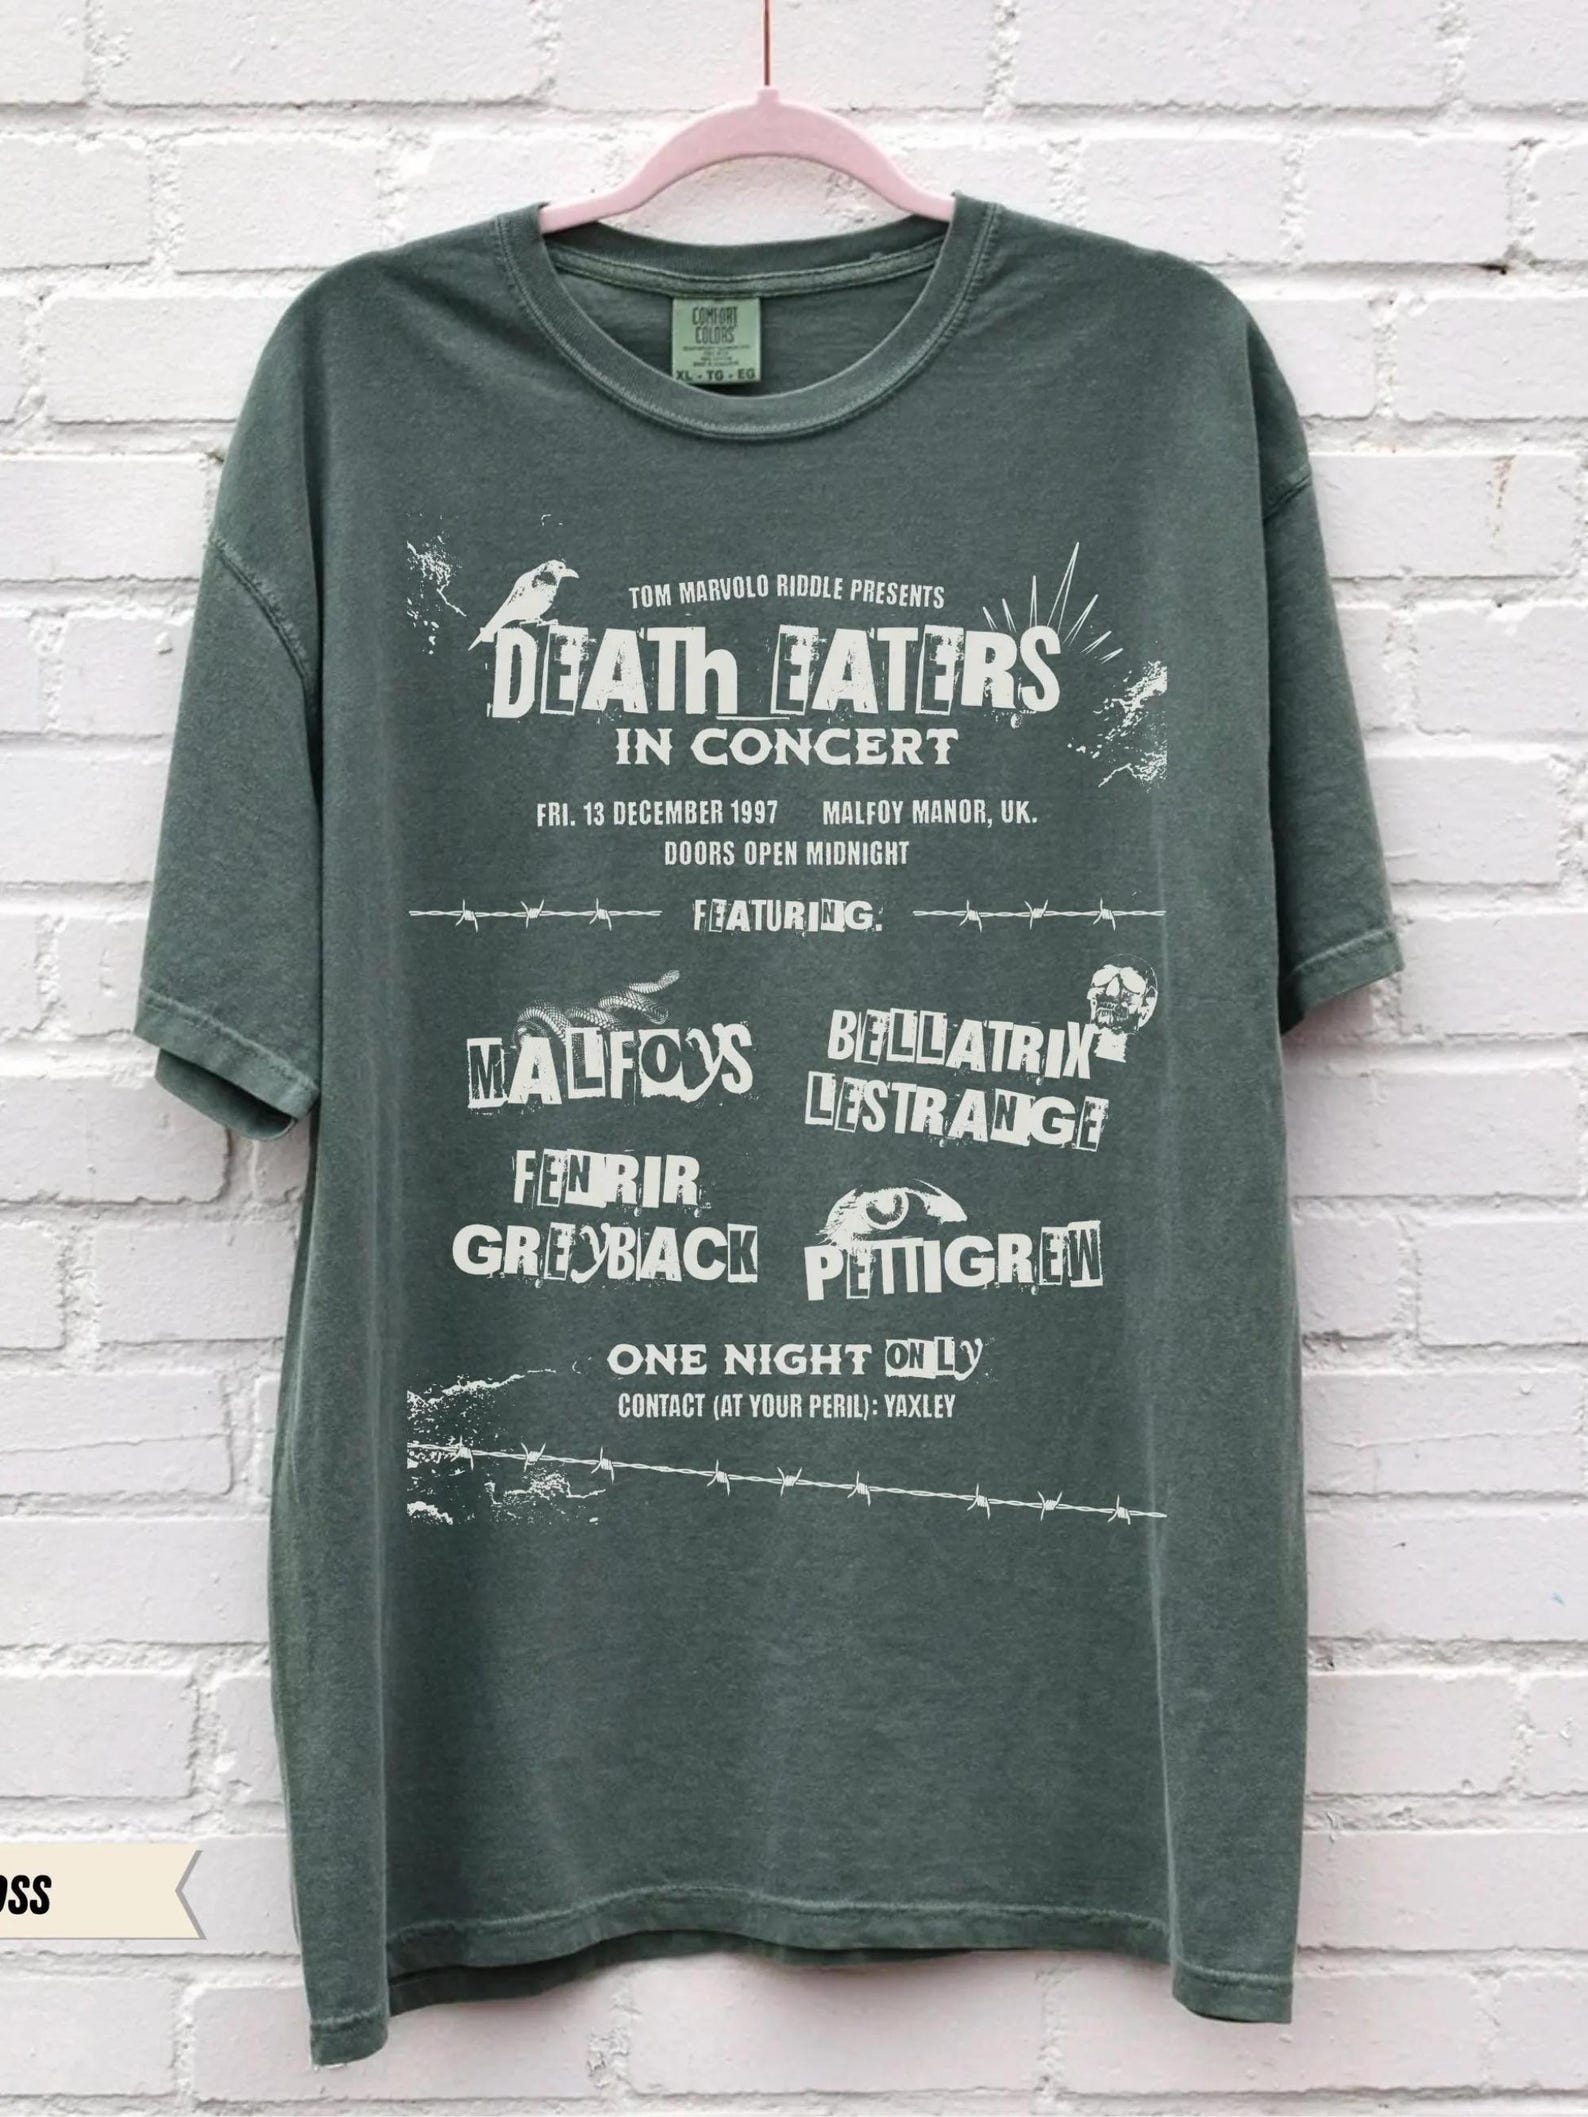 COMFORT
COLORS
XL - TG - EG
TOM MARVOLO RIDDLE PRESENTS
DEATh EATERS
IN CONCERT
FRI. 13 DECEMBER 1997 MALFOY MANOR, UK.
DOORS OPEN MIDNIGHT
FEATURING:
MALFOyS
BELLATRIX
LESTRANGE
FENRIR
GREyBACK
PETTIGREW
ONE NIGHT ONLy
CONTACT (AT YOUR PERIL): YAXLEY